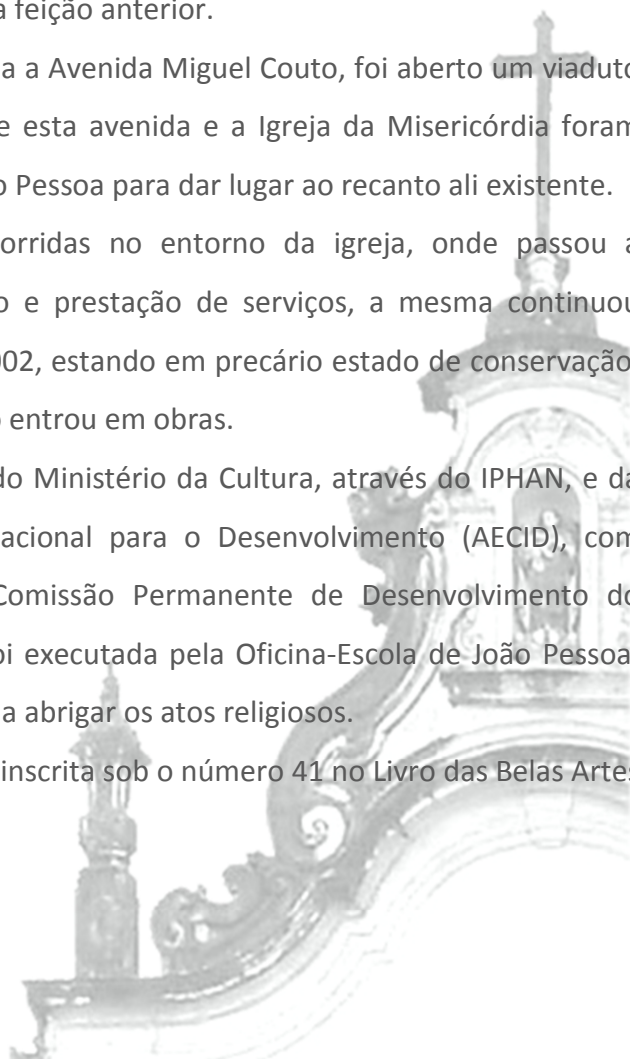 a feição anterior.
a a Avenida Miguel Couto, foi aberto um viaduto
e esta avenida e a Igreja da Misericórdia foram
o Pessoa para dar lugar ao recanto ali existente.
orridas no entorno da igreja, onde passou a
o e prestação de serviços, a mesma continuou
002, estando em precário estado de conservação
o entrou em obras.
do Ministério da Cultura, através do IPHAN, e da
acional para o Desenvolvimento (AECID), com
Comissão Permanente de Desenvolvimento do
oi executada pela Oficina-Escola de João Pessoa
a abrigar os atos religiosos.
inscrita sob o número 41 no Livro das Belas Artes